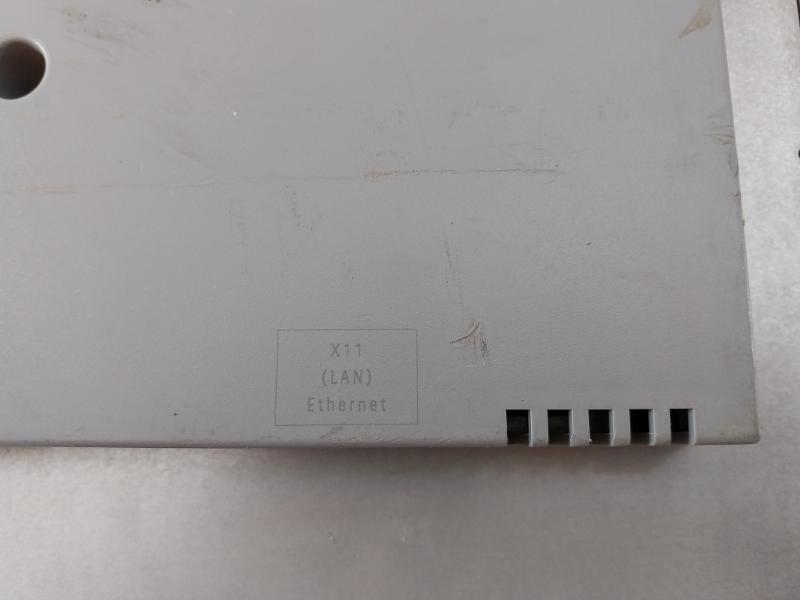 X11
(LAN)
Ethernet